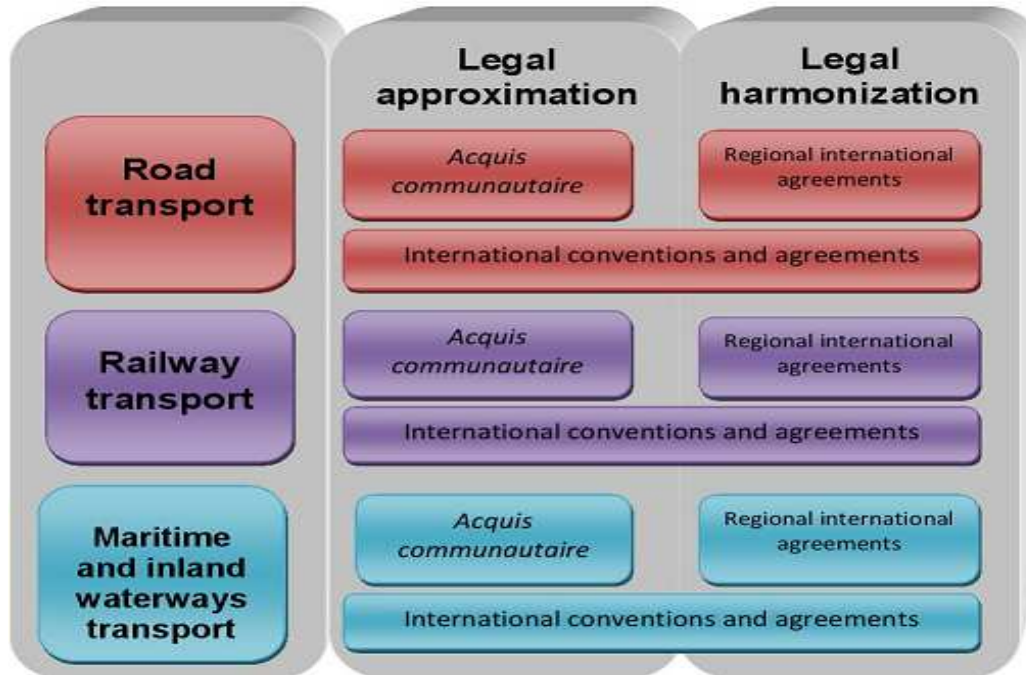 Legal
approximation
Legal
harmonization
Road
transport
Acquis
communautaire
Regional international
agreements
International conventions and agreements
Railway
transport
Acquis
communautaire
Regional international
agreements
International conventions and agreements
Maritime
and inland
waterways
transport
Acquis
communautaire
Regional international
agreements
International conventions and agreements